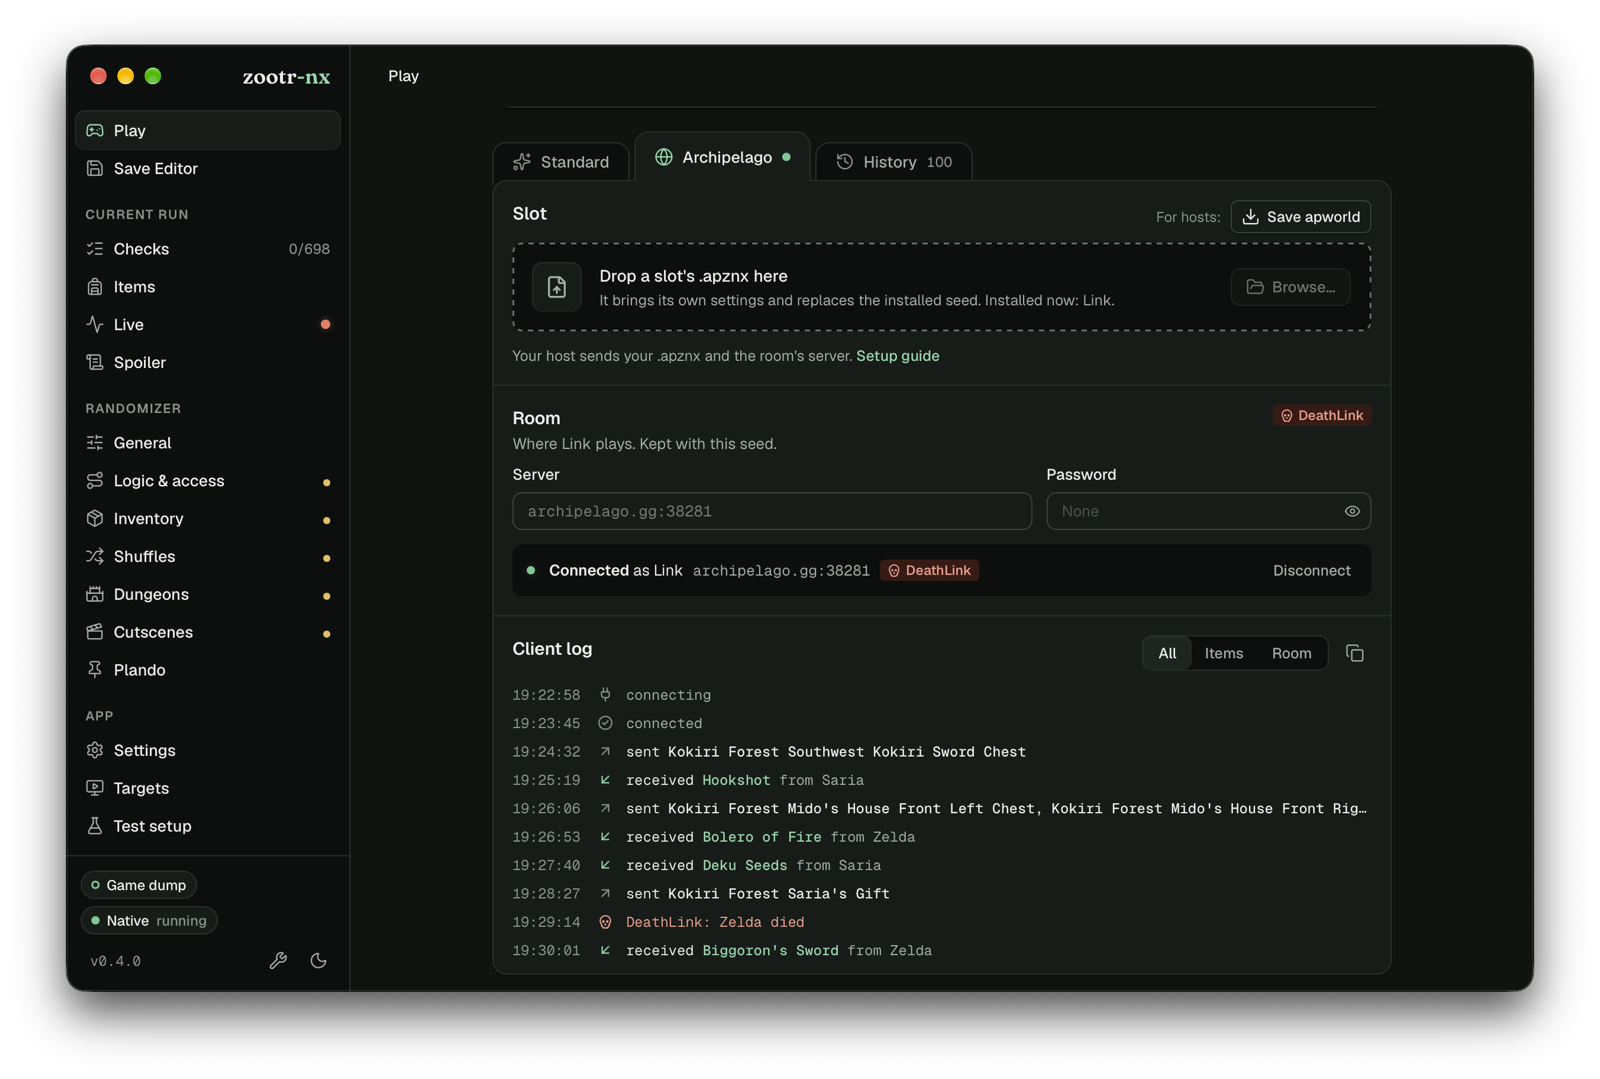 zootr-nx
Play
Save Editor
CURRENT RUN
Checks 0/698
Items
Live
Spoiler
RANDOMIZER
General
Logic & access
Inventory
Shuffles
Dungeons
Cutscenes
Plando
APP
Settings
Targets
Test setup
Game dump
Native running
v0.4.0
Play
Standard
Archipelago
History 100
Slot
For hosts: Save apworld
Drop a slot's .apznx here
It brings its own settings and replaces the installed seed. Installed now: Link.
Browse...
Your host sends your .apznx and the room's server. Setup guide
Room
DeathLink
Where Link plays. Kept with this seed.
Server
Password
archipelago.gg:38281
None
Connected as Link archipelago.gg:38281 DeathLink Disconnect
Client log
All Items Room
19:22:58 connecting
19:23:45 connected
19:24:32 sent Kokiri Forest Southwest Kokiri Sword Chest
19:25:19 received Hookshot from Saria
19:26:06 sent Kokiri Forest Mido's House Front Left Chest, Kokiri Forest Mido's House Front Rig…
19:26:53 received Bolero of Fire from Zelda
19:27:40 received Deku Seeds from Saria
19:28:27 sent Kokiri Forest Saria's Gift
19:29:14 DeathLink: Zelda died
19:30:01 received Biggoron's Sword from Zelda